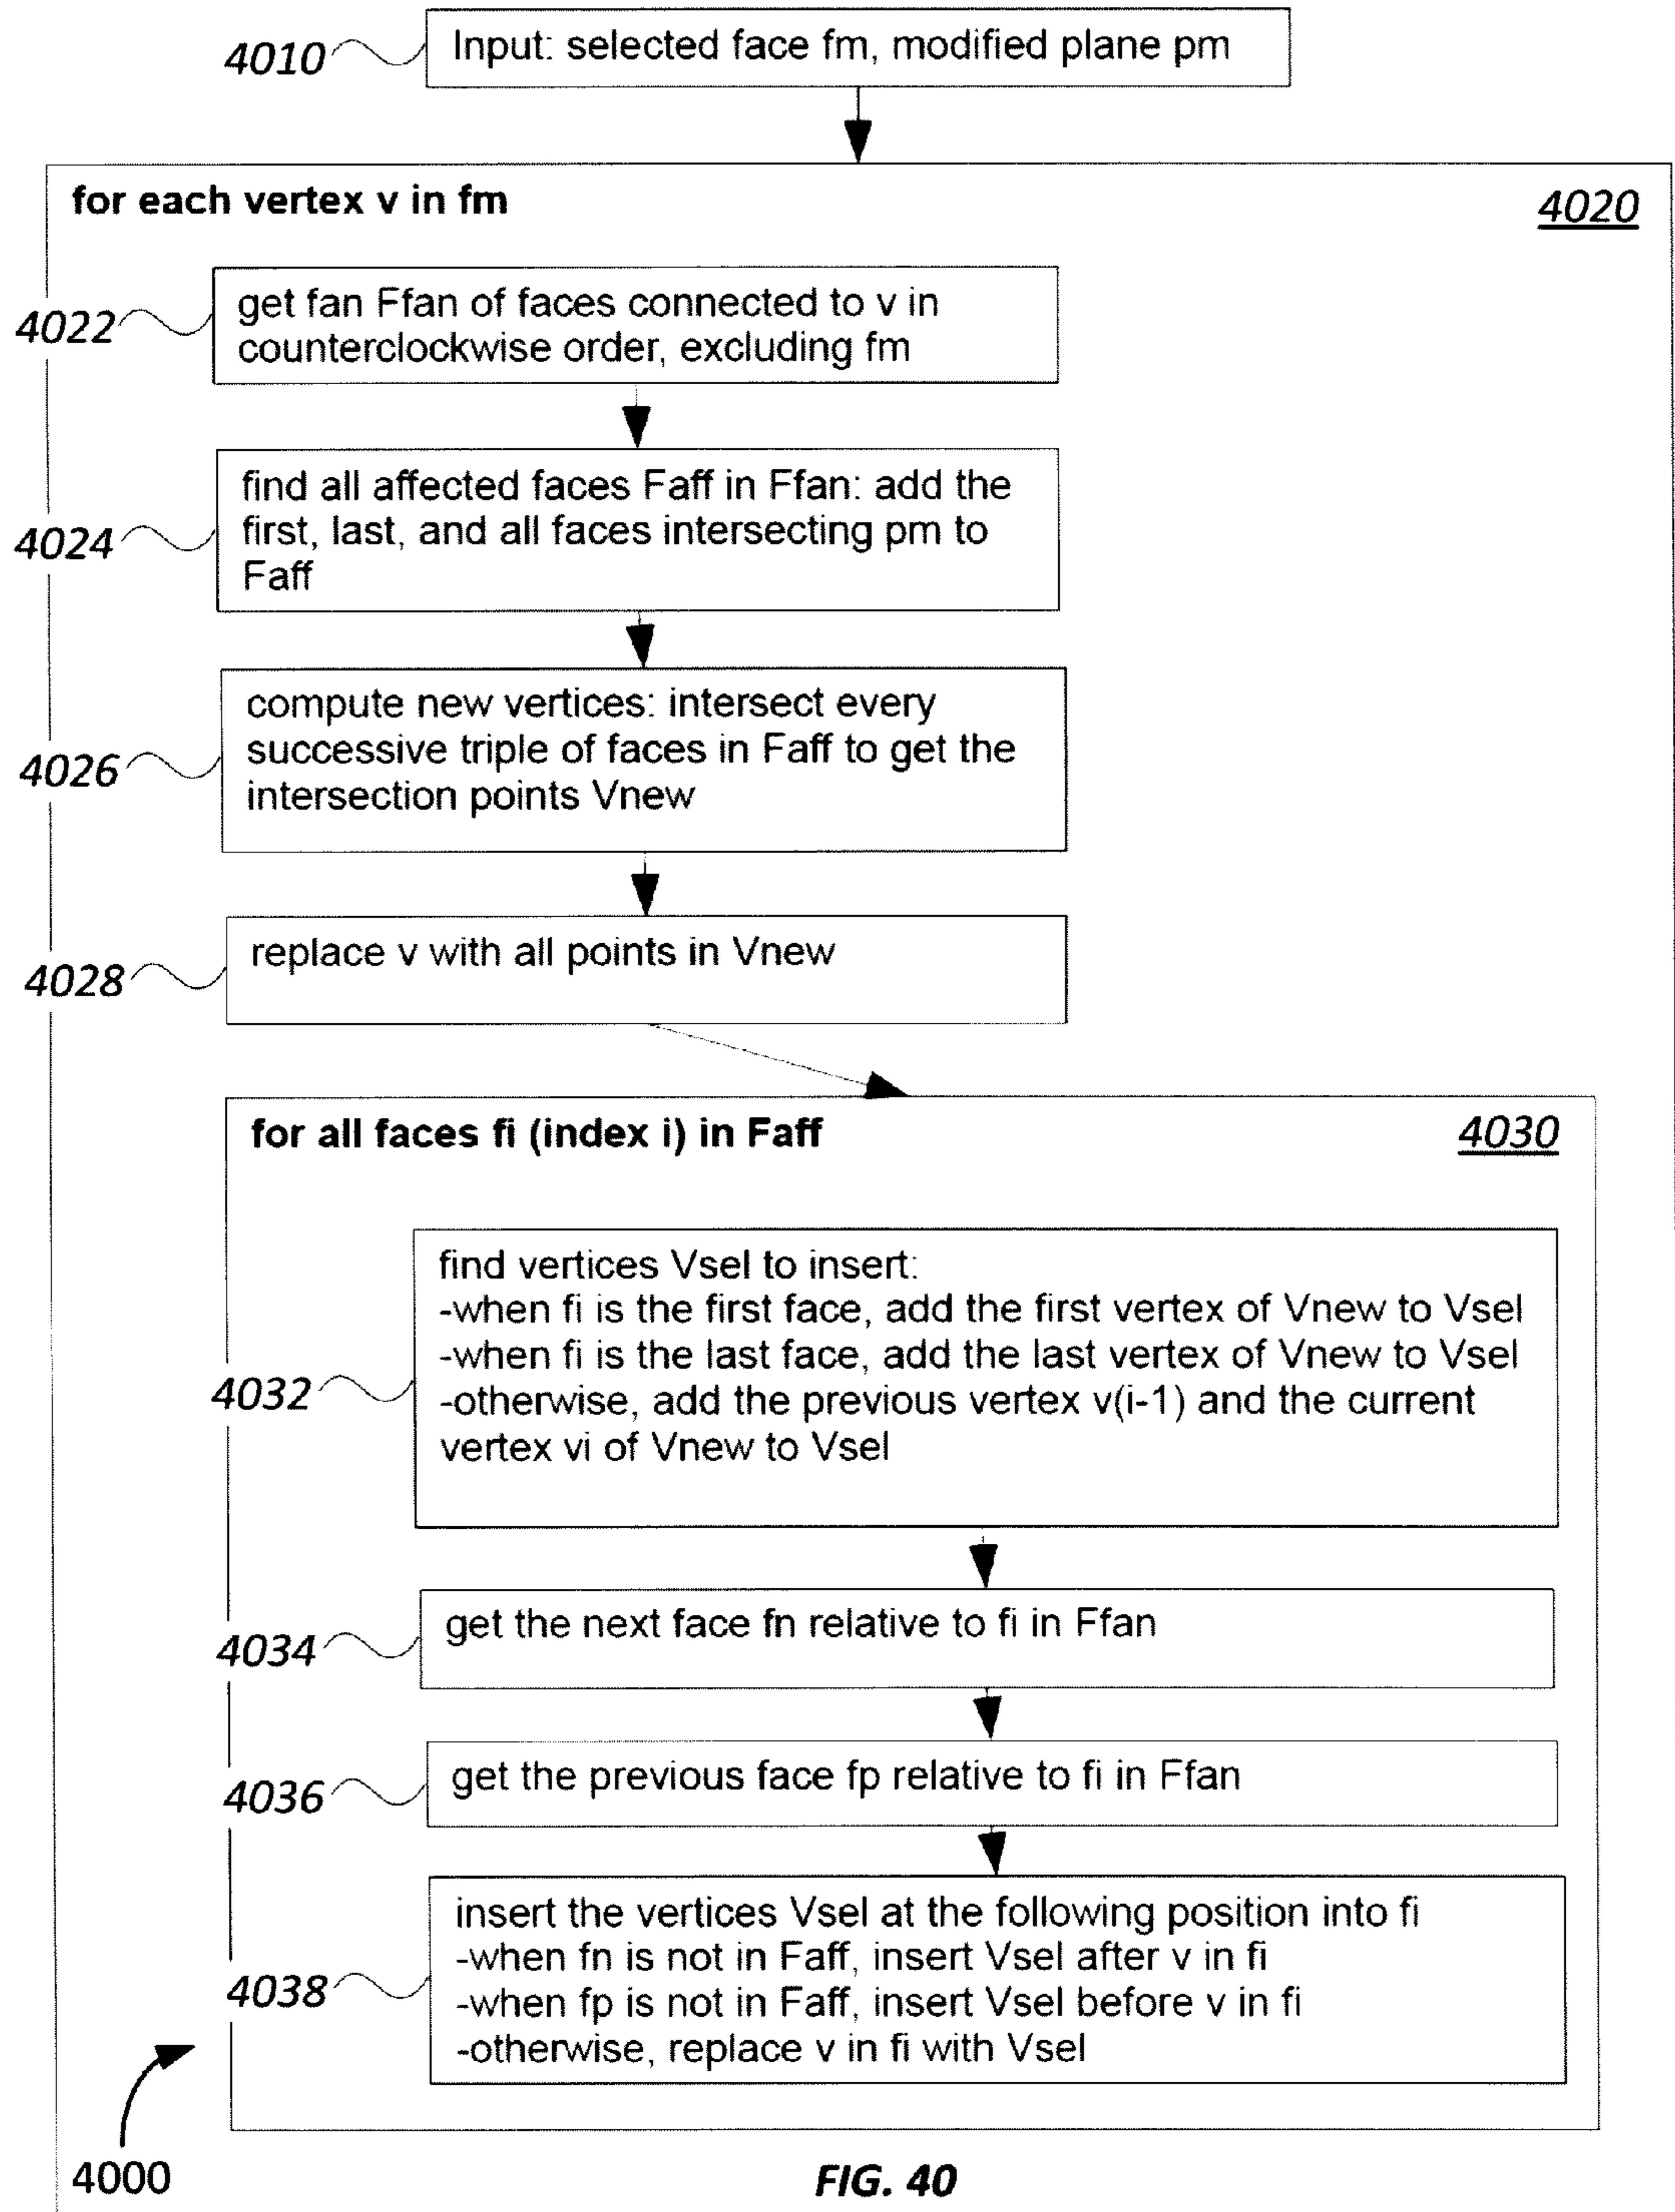 4010
Input: selected face fm, modified plane pm
for each vertex v in fm
4020
4022
get fan Ffan of faces connected to v in
counterclockwise order, excluding fm
4024
find all affected faces Faff in Ffan: add the
first, last, and all faces intersecting pm to
Faff
4026
compute new vertices: intersect every
successive triple of faces in Faff to get the
intersection points Vnew
4028
replace v with all points in Vnew
for all faces fi (index i) in Faff
4030
4032
find vertices Vsel to insert:
-when fi is the first face, add the first vertex of Vnew to Vsel
-when fi is the last face, add the last vertex of Vnew to Vsel
-otherwise, add the previous vertex v(i-1) and the current
vertex vi of Vnew to Vsel
4034
get the next face fn relative to fi in Ffan
4036
get the previous face fp relative to fi in Ffan
4038
insert the vertices Vsel at the following position into fi
-when fn is not in Faff, insert Vsel after v in fi
-when fp is not in Faff, insert Vsel before v in fi
-otherwise, replace v in fi with Vsel
4000
FIG. 40